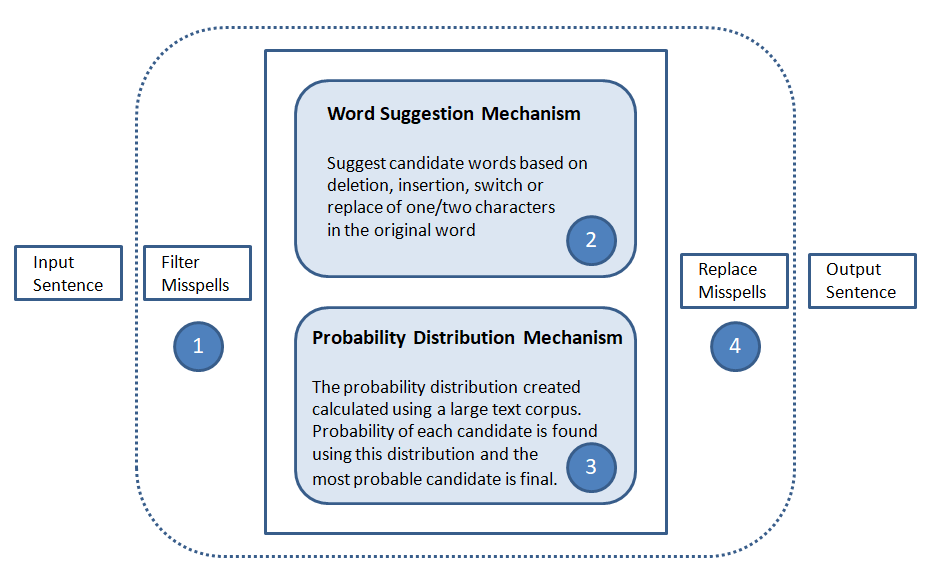 Input
Sentence
Filter
Misspells
1
Word Suggestion Mechanism
Suggest candidate words based on
deletion, insertion, switch or
replace of one/two characters
in the original word
2
Probability Distribution Mechanism
The probability distribution created
calculated using a large text corpus.
Probability of each candidate is found
using this distribution and the
most probable candidate is final.
3
Replace
Misspells
4
Output
Sentence